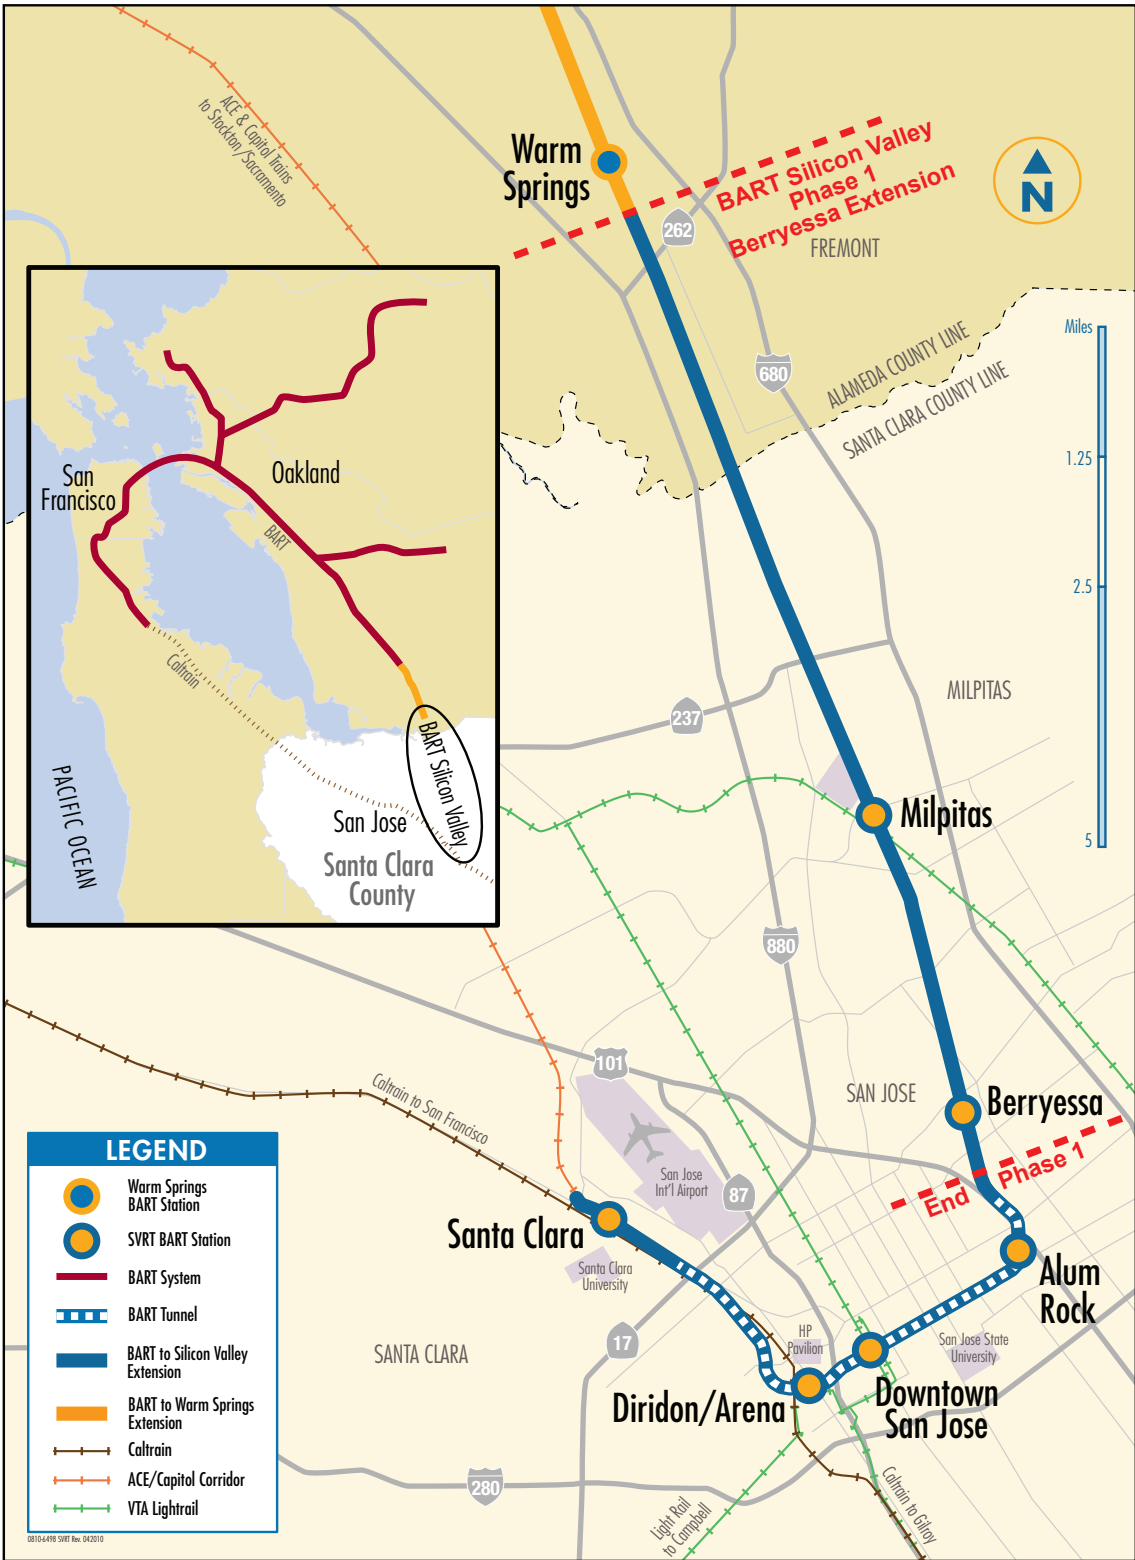 ACE & Capitol Trains
to Stockton/Sacramento
Warm
Springs
BART Silicon Valley
Phase 1
Berryessa Extension
N
262
FREMONT
680
ALAMEDA COUNTY LINE
SANTA CLARA COUNTY LINE
Miles
1.25
2.5
5
San
Francisco
Oakland
BART
Caltrain
PACIFIC OCEAN
BART Silicon Valley
San Jose
Santa Clara
County
237
MILPITAS
Milpitas
880
101
Caltrain to San Francisco
SAN JOSE
Berryessa
End Phase 1
San Jose
Int'l Airport
87
Santa Clara
Santa Clara
University
Alum
Rock
17
HP
Pavilion
San Jose State
University
SANTA CLARA
Diridon/Arena
Downtown
San Jose
280
Light Rail
to Campbell
Caltrain to Gilroy
LEGEND
Warm Springs
BART Station
SVRT BART Station
BART System
BART Tunnel
BART to Silicon Valley
Extension
BART to Warm Springs
Extension
Caltrain
ACE/Capitol Corridor
VTA Lightrail
0810-6498 SVRT Rev. 042010